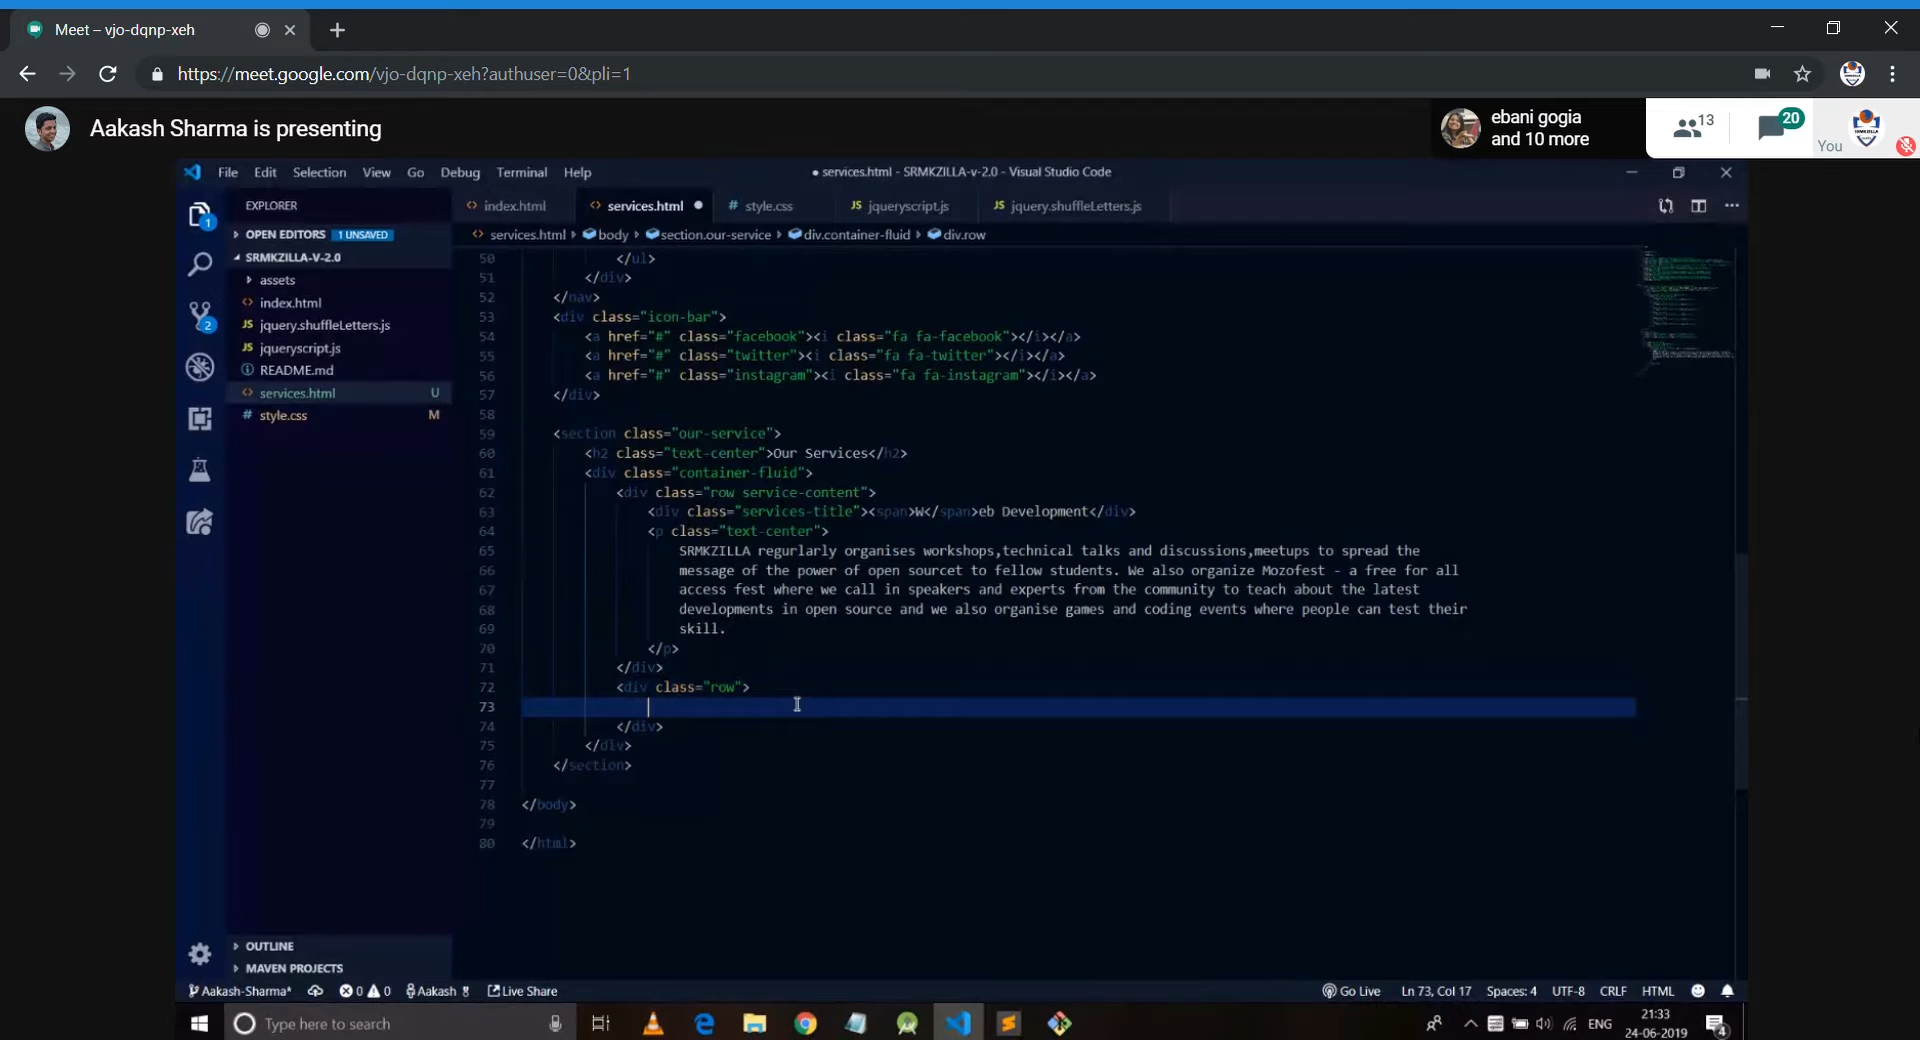 Meet – vjo-dqnp-xeh
https://meet.google.com/vjo-dqnp-xeh?authuser=0&pli=1
Aakash Sharma is presenting
ebani gogia
and 10 more
13
20
You
File Edit Selection View Go Debug Terminal Help
● services.html - SRMKZILLA-v-2.0 - Visual Studio Code
EXPLORER
index.html services.html ● # style.css JS jqueryscript.js JS jquery.shuffleLetters.js
OPEN EDITORS 1 UNSAVED
services.html body section.our-service div.container-fluid div.row
SRMKZILLA-V-2.0
assets
index.html
JS jquery.shuffleLetters.js
JS jqueryscript.js
README.md
services.html U
# style.css M
1
2
50 </ul>
51 </div>
52 </nav>
53 <div class="icon-bar">
54 <a href="#" class="facebook"><i class="fa fa-facebook"></i></a>
55 <a href="#" class="twitter"><i class="fa fa-twitter"></i></a>
56 <a href="#" class="instagram"><i class="fa fa-instagram"></i></a>
57 </div>
58
59 <section class="our-service">
60 <h2 class="text-center">Our Services</h2>
61 <div class="container-fluid">
62 <div class="row service-content">
63 <div class="services-title"><span>W</span>eb Development</div>
64 <p class="text-center">
65 SRMKZILLA regurlarly organises workshops,technical talks and discussions,meetups to spread the
66 message of the power of open sourcet to fellow students. We also organize Mozofest - a free for all
67 access fest where we call in speakers and experts from the community to teach about the latest
68 developments in open source and we also organise games and coding events where people can test their
69 skill.
70 </p>
71 </div>
72 <div class="row">
73
74 </div>
75 </div>
76 </section>
77
78 </body>
79
80 </html>
OUTLINE
MAVEN PROJECTS
Aakash-Sharma* 0 0 Aakash Live Share
Go Live Ln 73, Col 17 Spaces: 4 UTF-8 CRLF HTML
Type here to search
ENG
21:33
24-06-2019
4